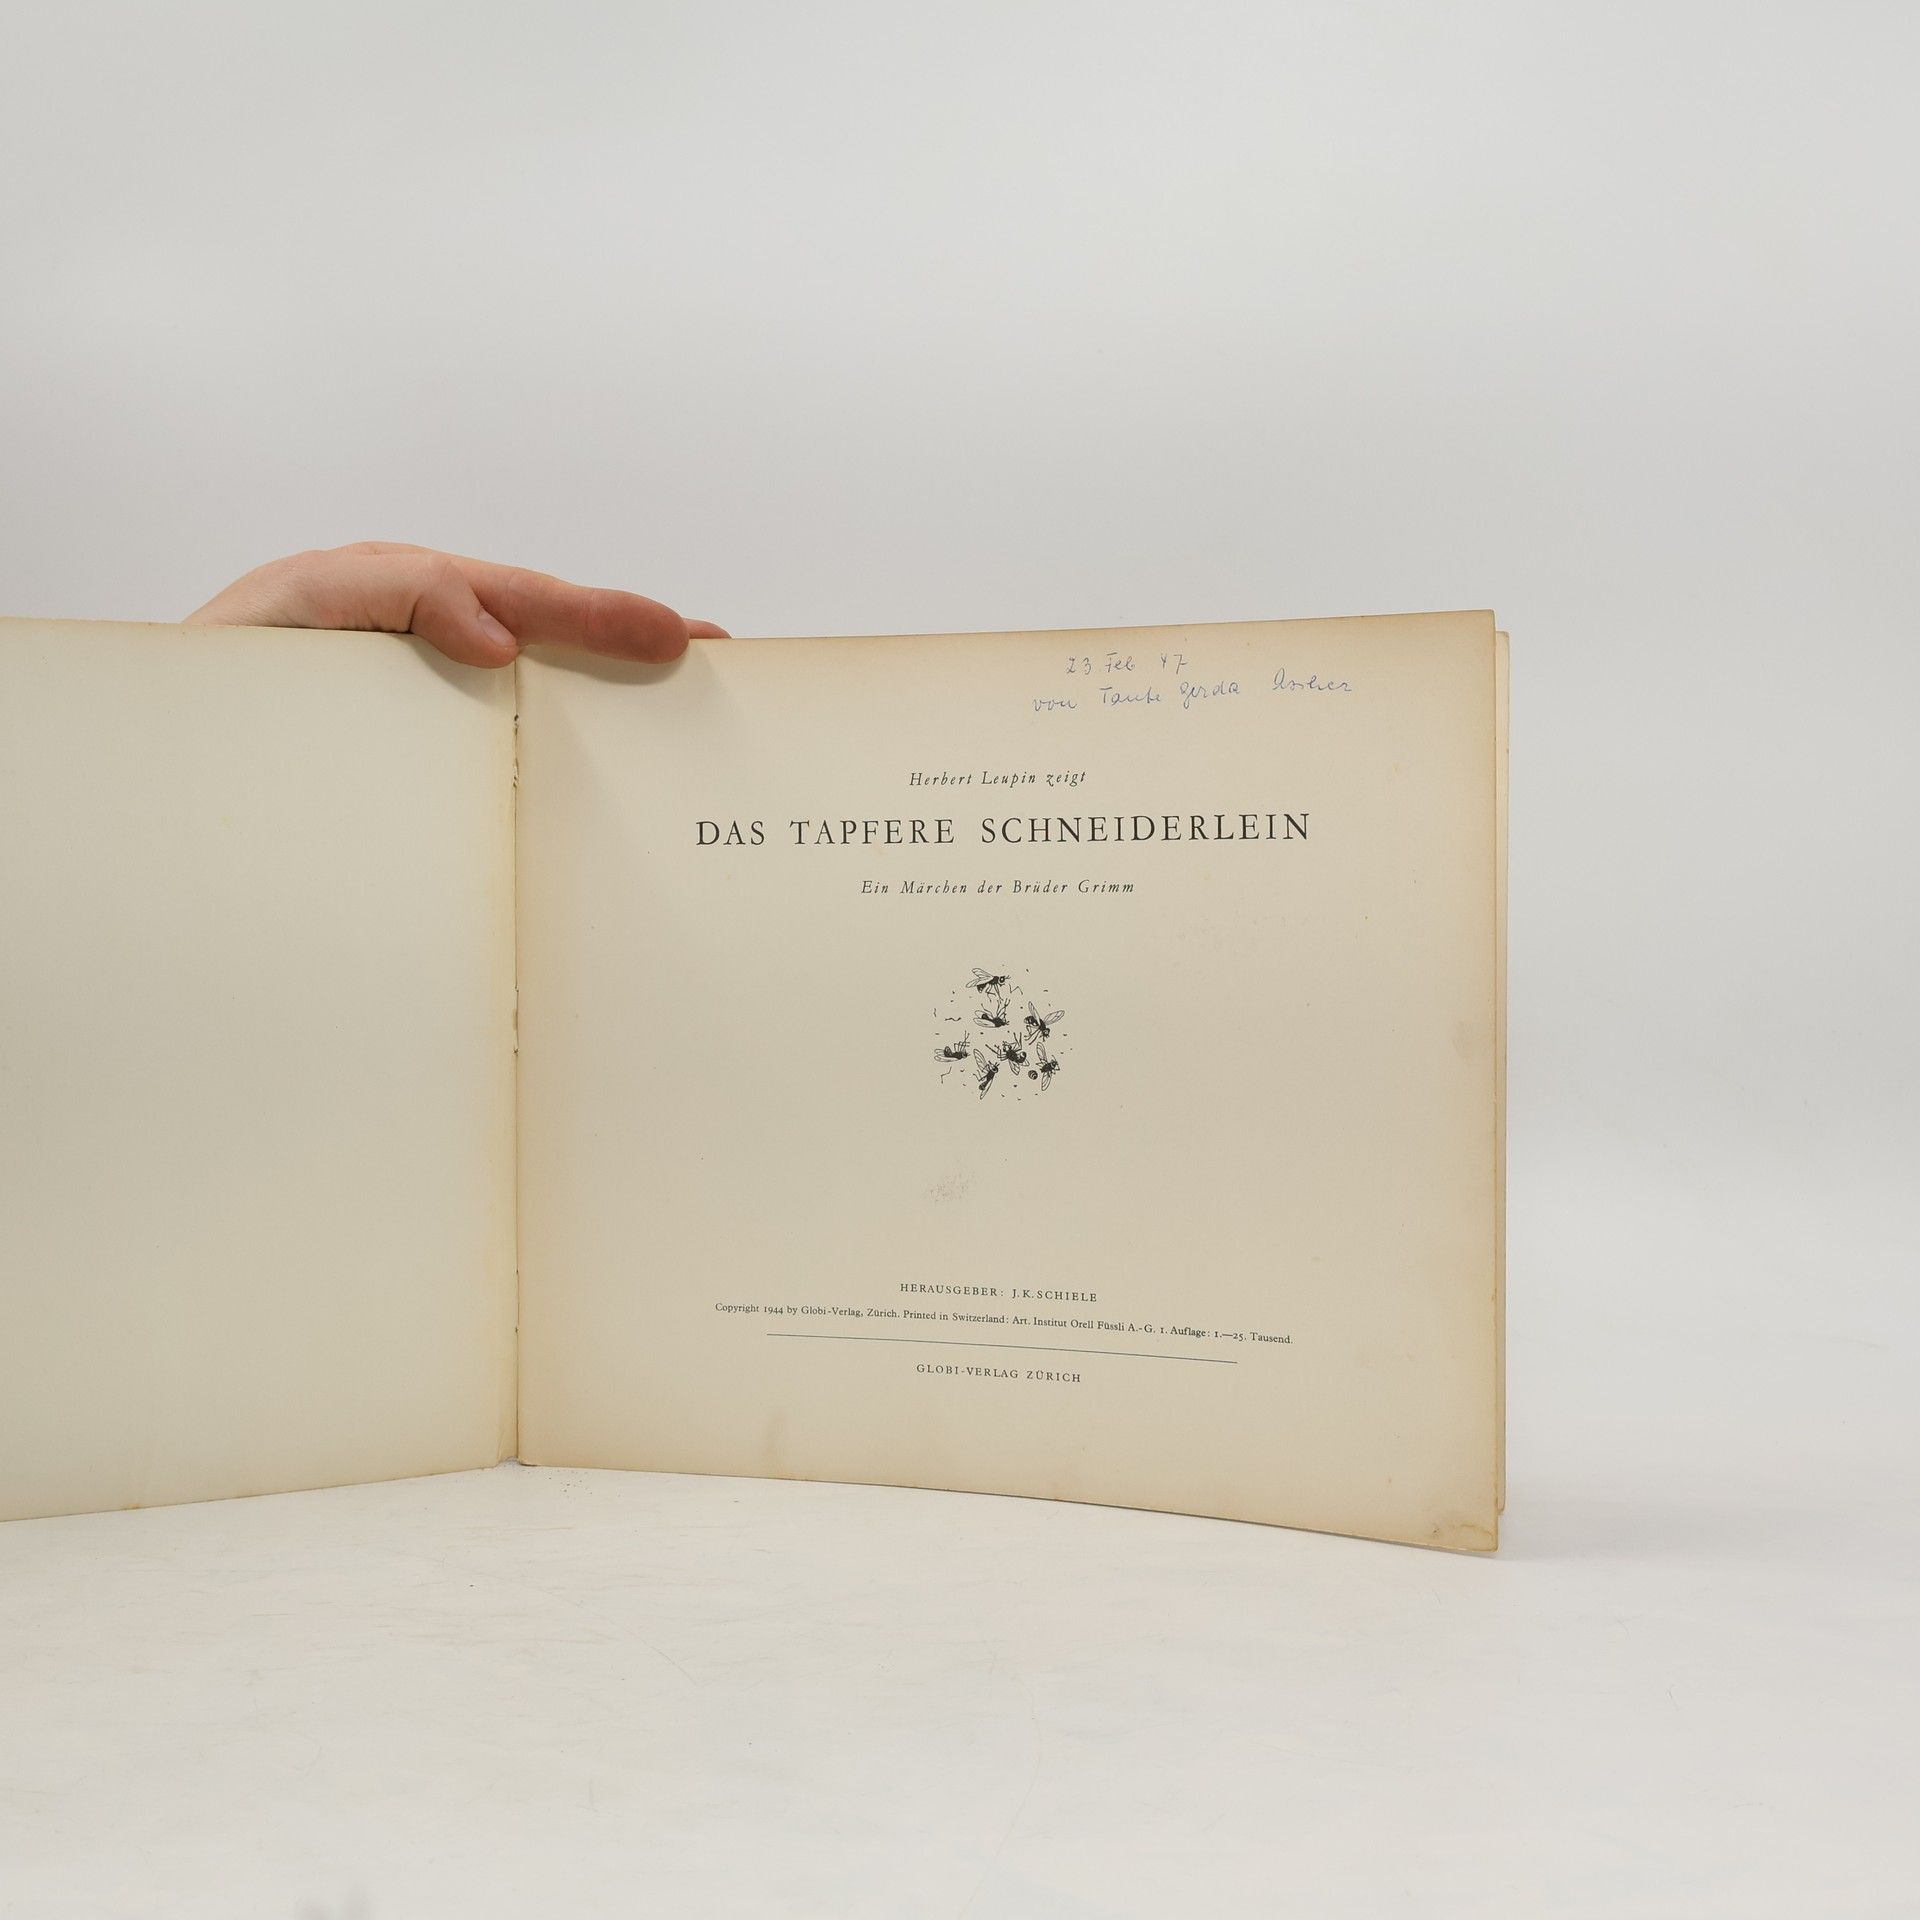 23 Feb 47
von Tante Gerda Ascher
Herbert Leupin zeigt
DAS TAPFERE SCHNEIDERLEIN
Ein Märchen der Brüder Grimm
HERAUSGEBER: J. K. SCHIELE
Copyright 1944 by Globi-Verlag, Zürich. Printed in Switzerland: Art. Institut Orell Füssli A.-G. 1. Auflage: 1.—25. Tausend.
GLOBI-VERLAG ZÜRICH